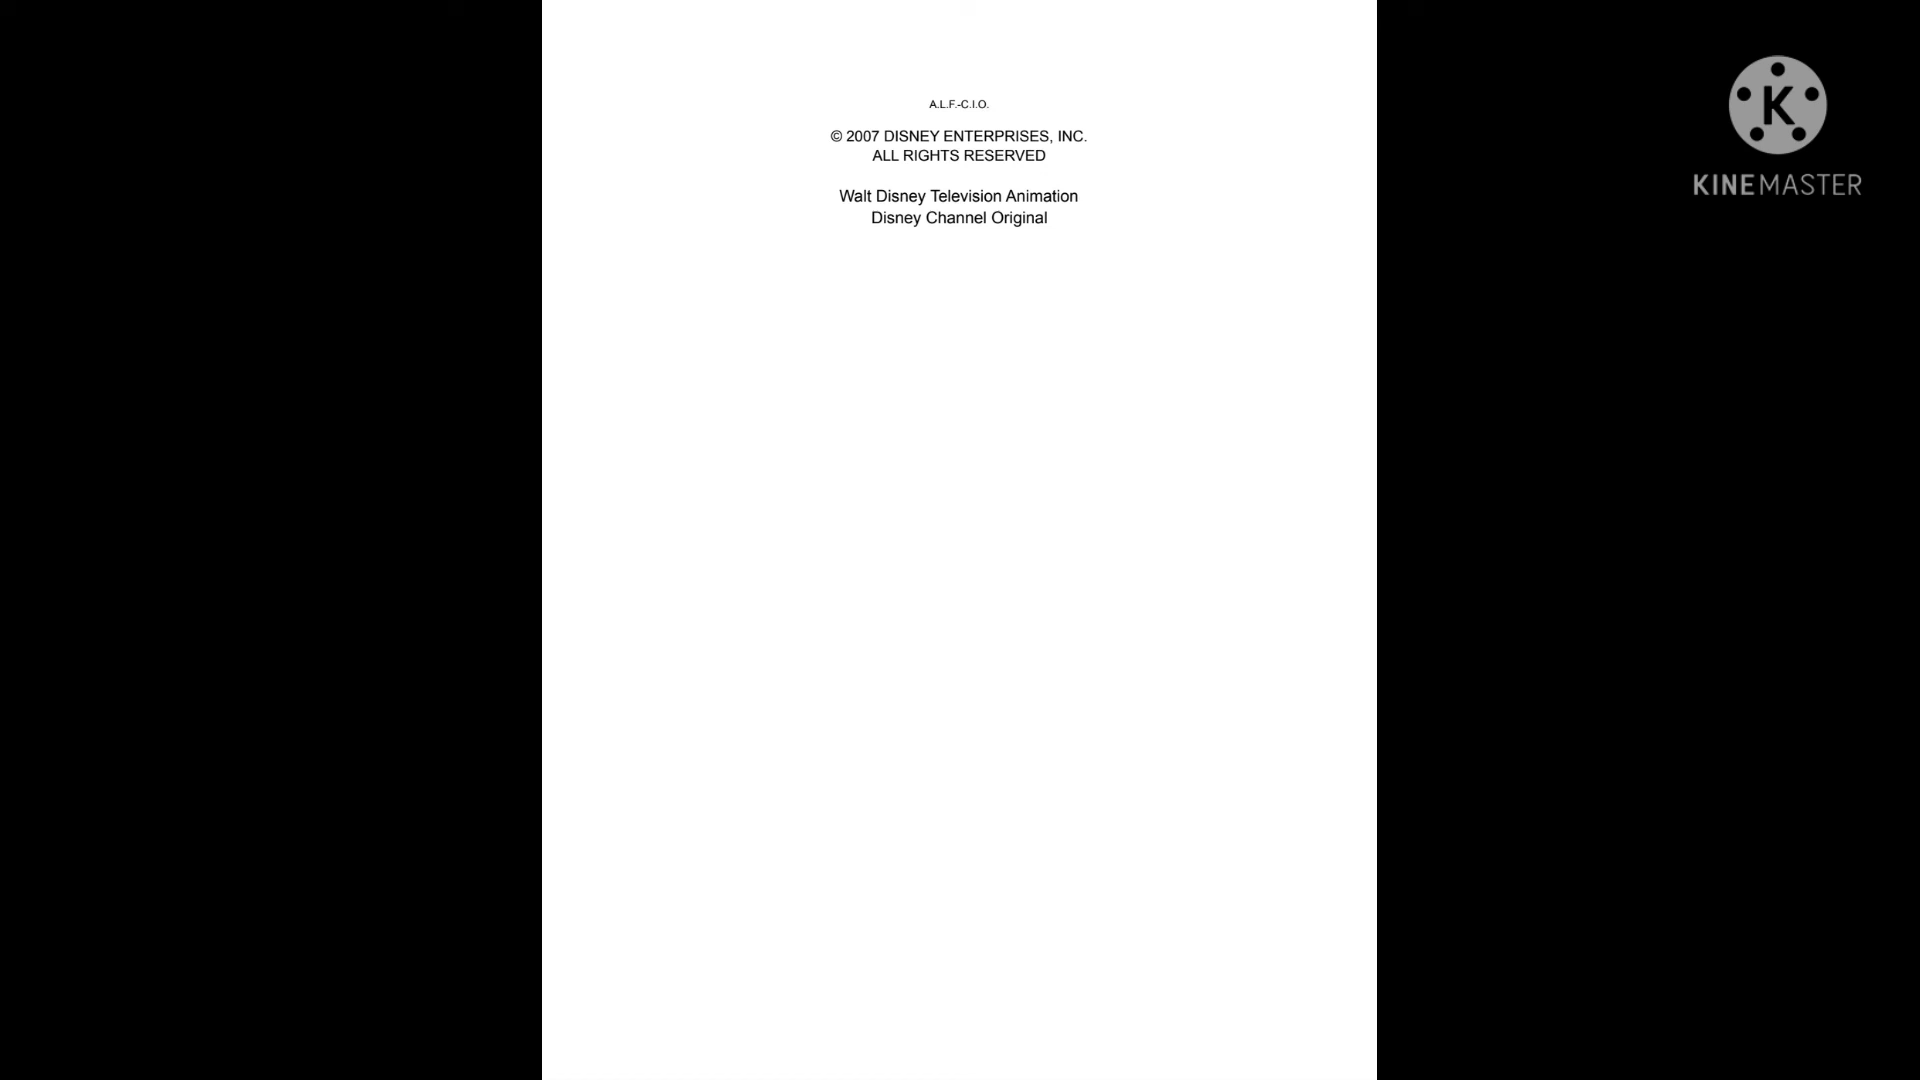 A.L.F.-C.I.O.
© 2007 DISNEY ENTERPRISES, INC.
ALL RIGHTS RESERVED
Walt Disney Television Animation
Disney Channel Original
K
KINEMASTER